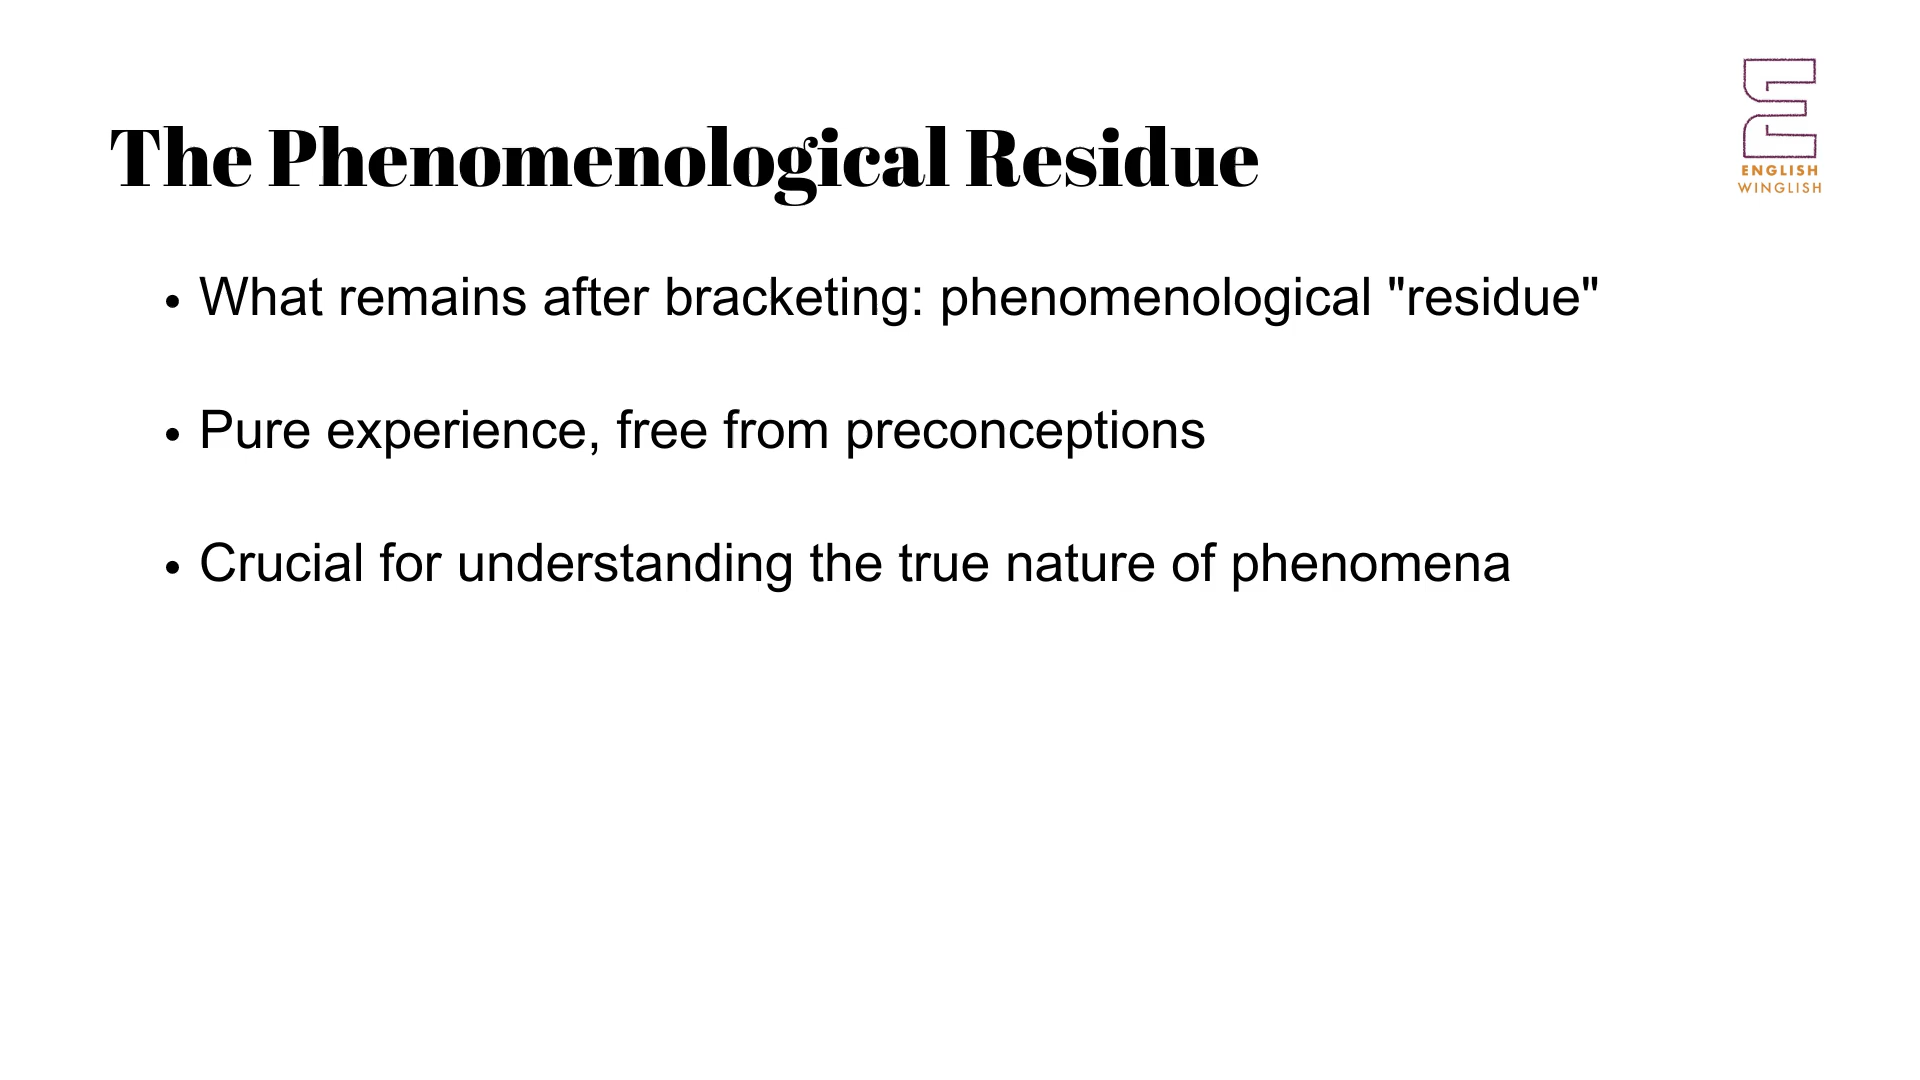 The Phenomenological Residue
ENGLISH
WINGLISH
• What remains after bracketing: phenomenological "residue"
• Pure experience, free from preconceptions
• Crucial for understanding the true nature of phenomena